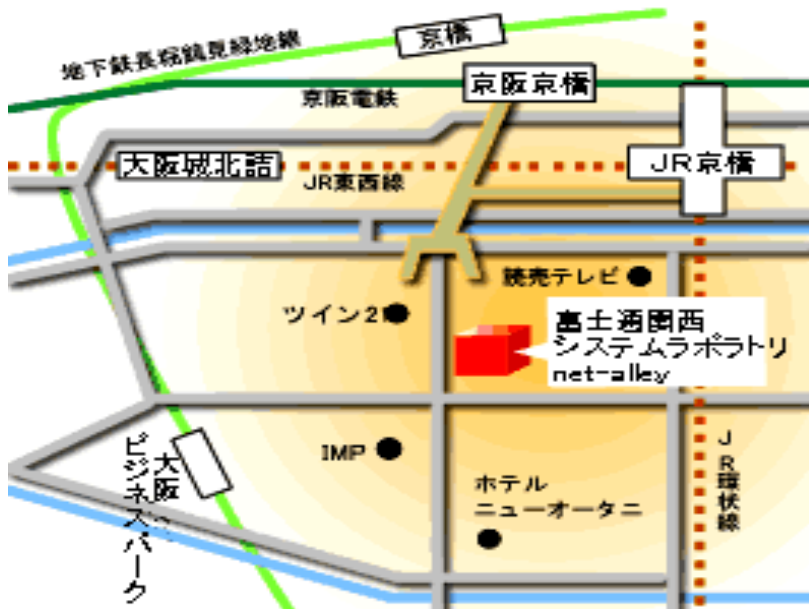 地下鉄長堀鶴見緑地線
京橋
京阪京橋
京阪電鉄
大阪城北詰
JR東西線
JR京橋
読売テレビ
ツイン21
富士通関西
システムラボラトリ
net-alley
IMP
ホテル
ニューオータニ
JR環状線
大阪
ビジネスパーク